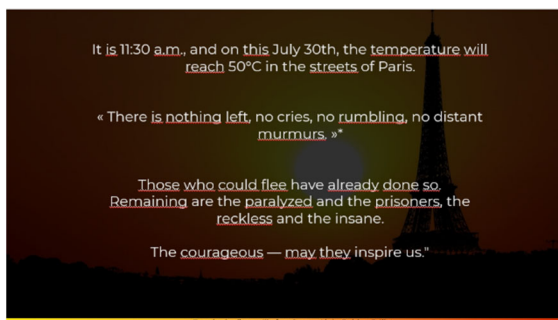 It is 11:30 a.m., and on this July 30th, the temperature will
reach 50°C in the streets of Paris.
« There is nothing left, no cries, no rumbling, no distant
murmurs. »*
Those who could flee have already done so.
Remaining are the paralyzed and the prisoners, the
reckless and the insane.
The courageous — may they inspire us."